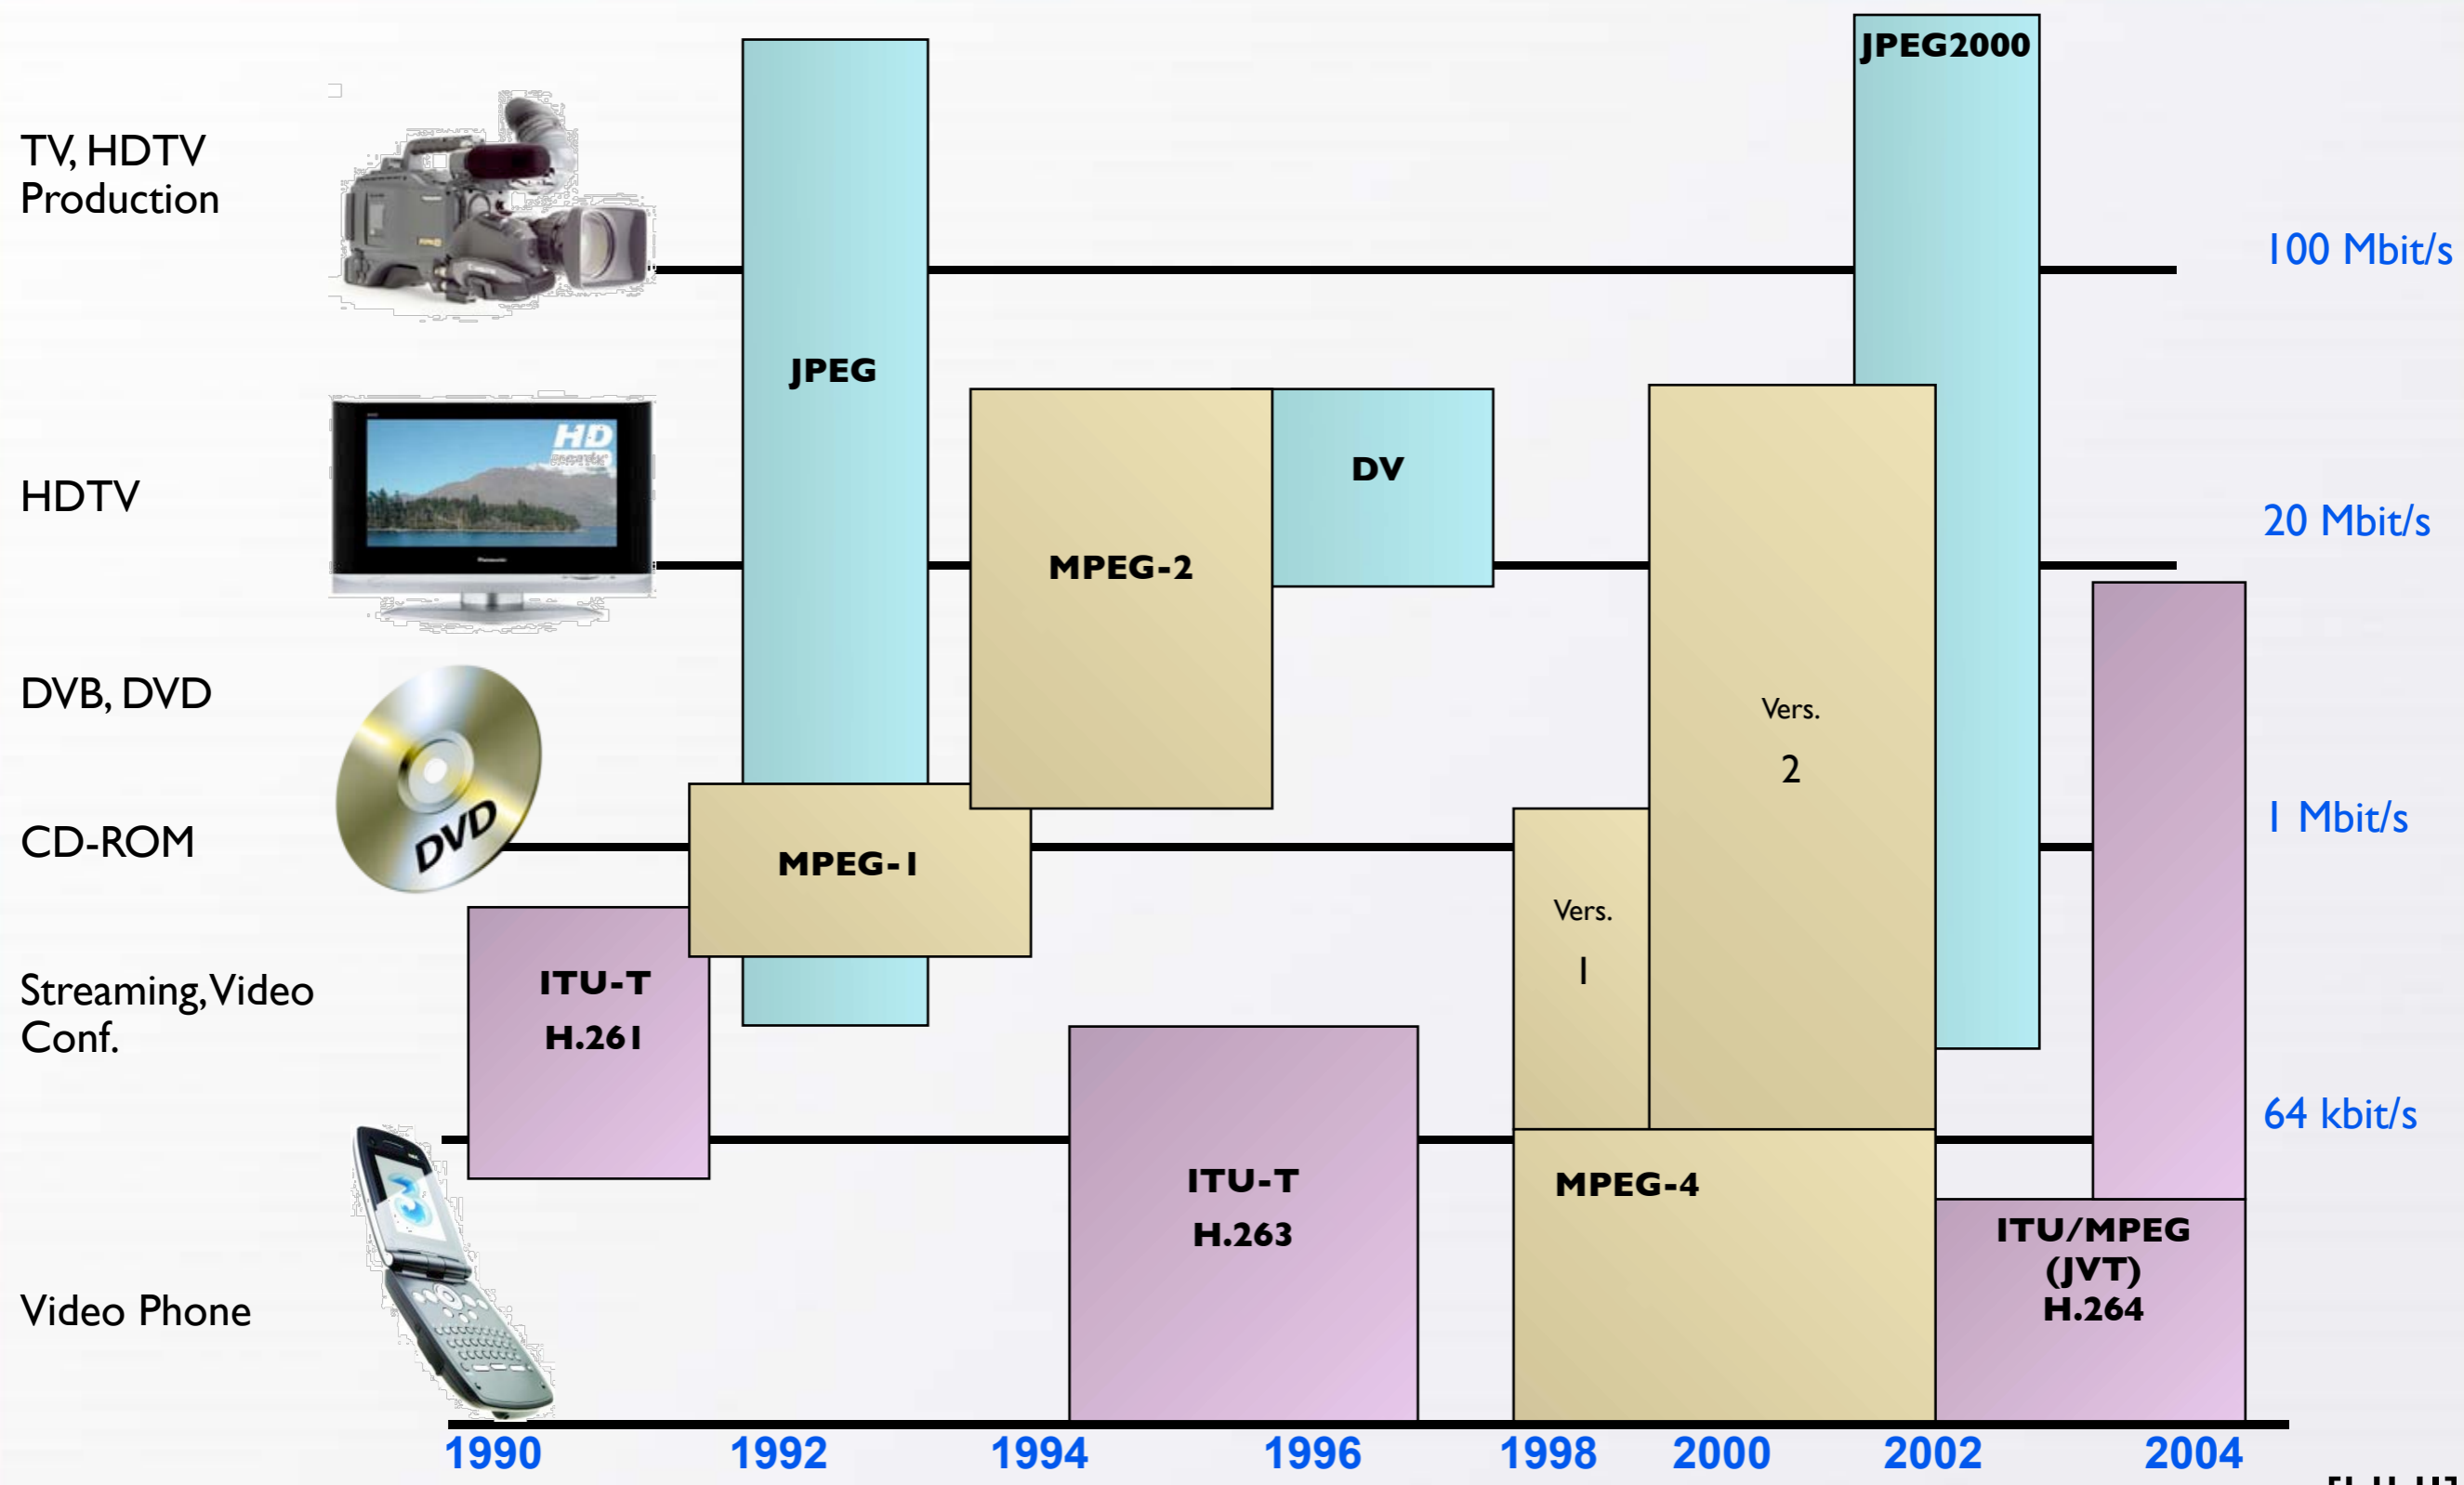 JPEG2000
TV, HDTV
Production
100 Mbit/s
JPEG
HD
DV
HDTV
20 Mbit/s
MPEG-2
Panasonic
DVB, DVD
Vers.
2
1 Mbit/s
CD-ROM
DVD
MPEG-1
Vers.
1
ITU-T
H.261
Streaming, Video
Conf.
64 kbit/s
ITU-T
H.263
MPEG-4
ITU/MPEG
(JVT)
H.264
Video Phone
1990 1992 1994 1996 1998 2000 2002 2004